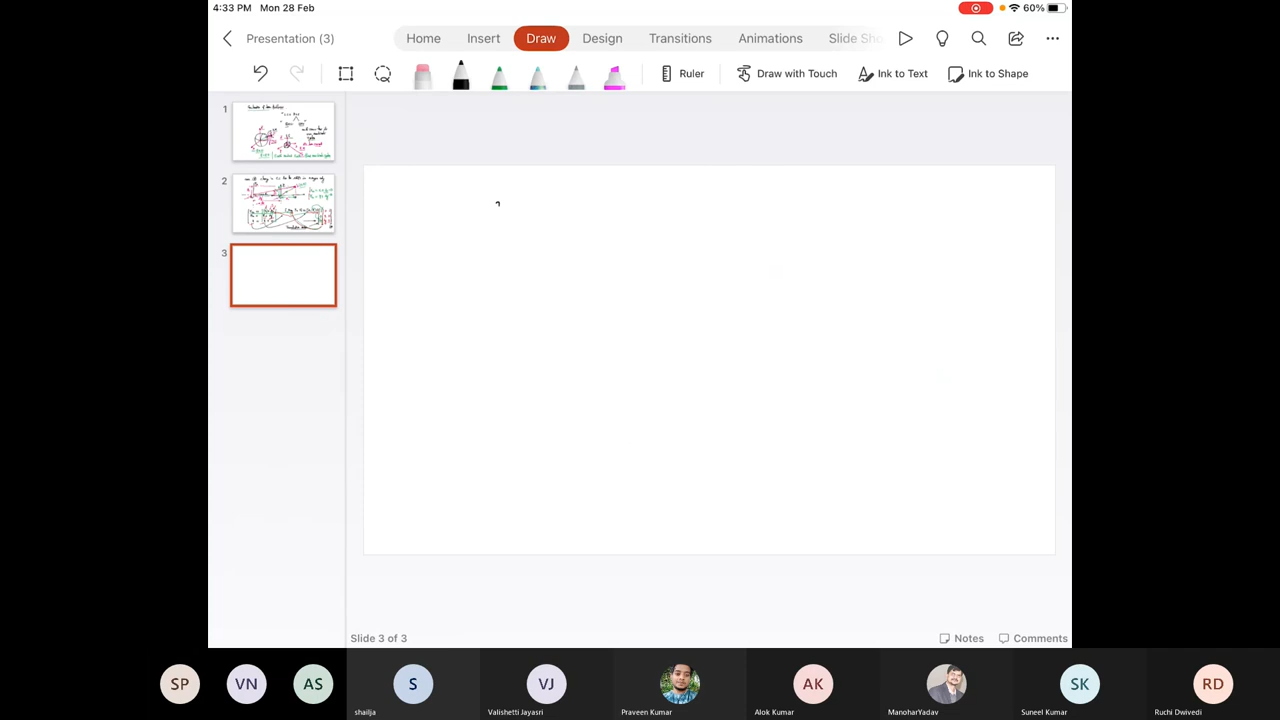 4:33 PM Mon 28 Feb
60%
Presentation (3)
Home Insert Draw Design Transitions Animations Slide Sho
Ruler Draw with Touch Ink to Text Ink to Shape
1
2
3
Slide 3 of 3
Notes Comments
SP VN AS S VJ AK SK RD
shailja Valishetti Jayasri Praveen Kumar Alok Kumar ManoharYadav Suneel Kumar Ruchi Dwivedi